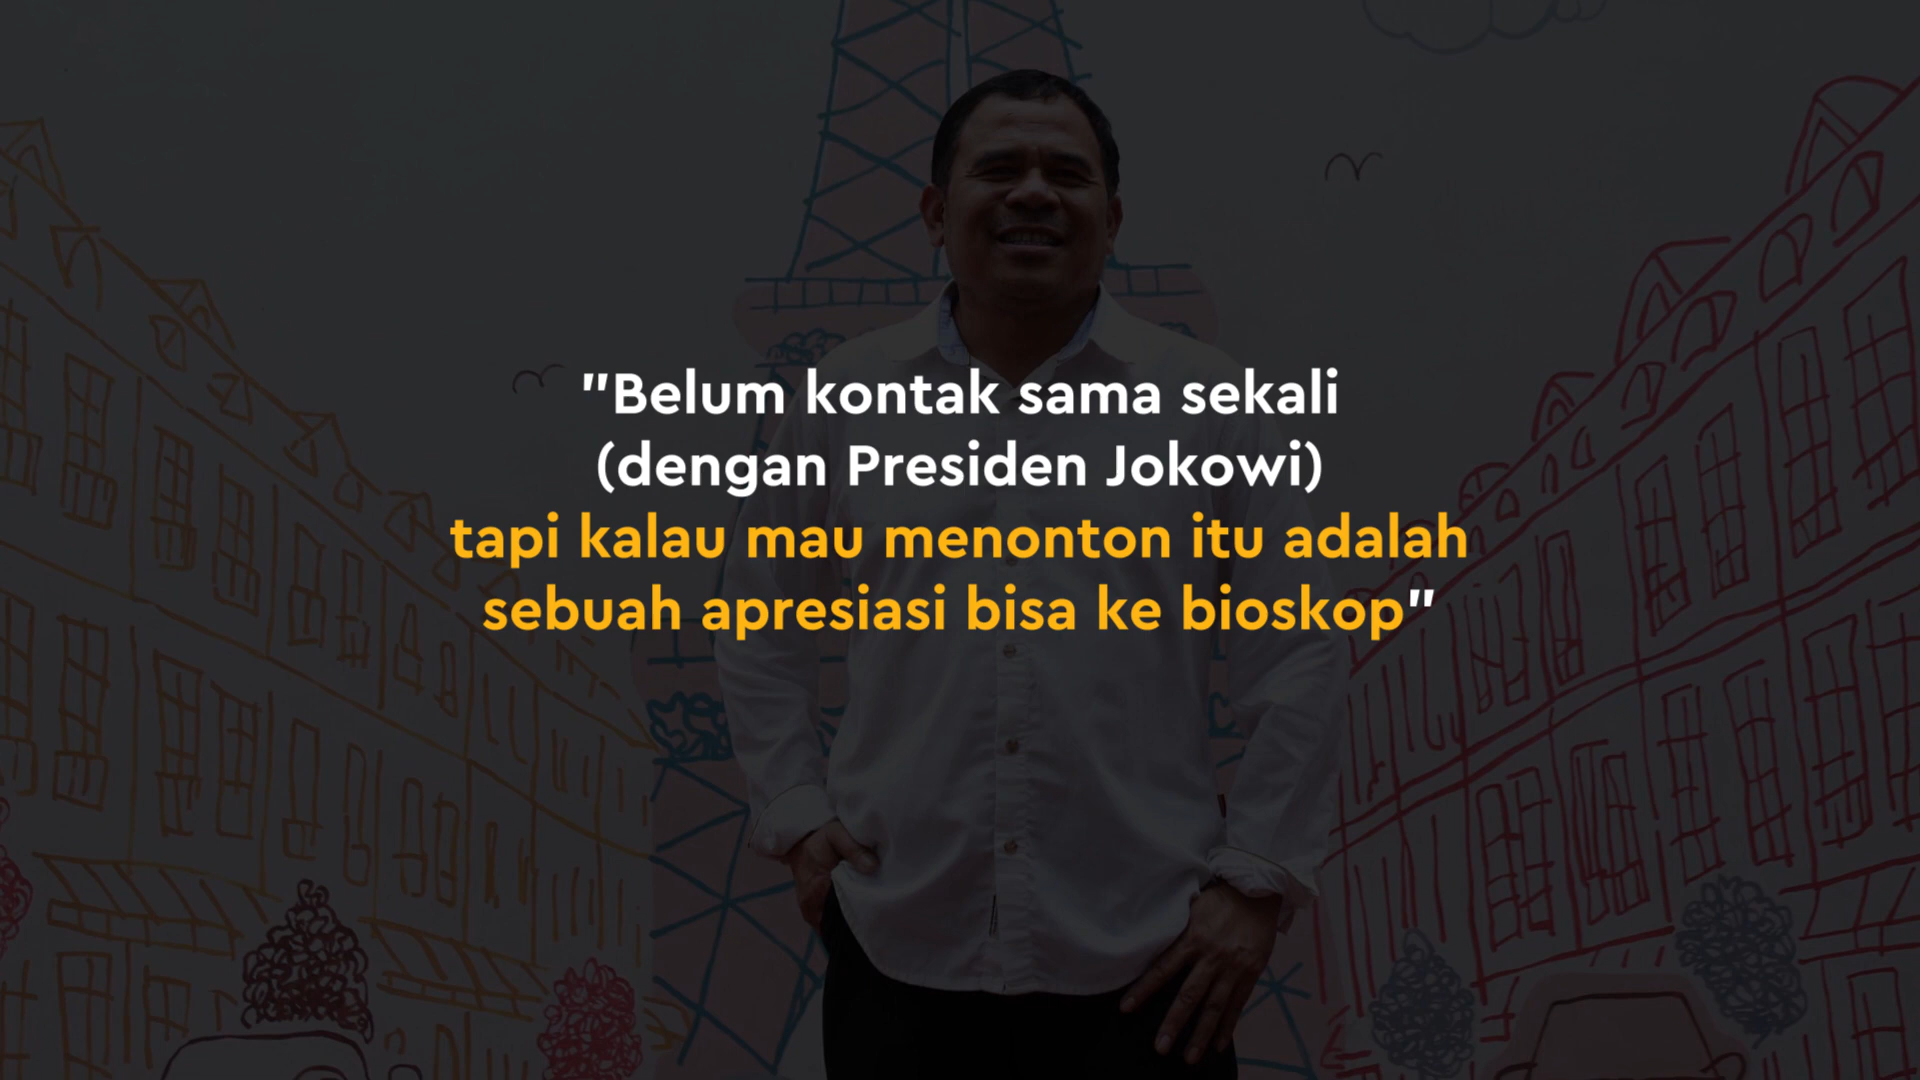 "Belum kontak sama sekali
(dengan Presiden Jokowi)
tapi kalau mau menonton itu adalah
sebuah apresiasi bisa ke bioskop"